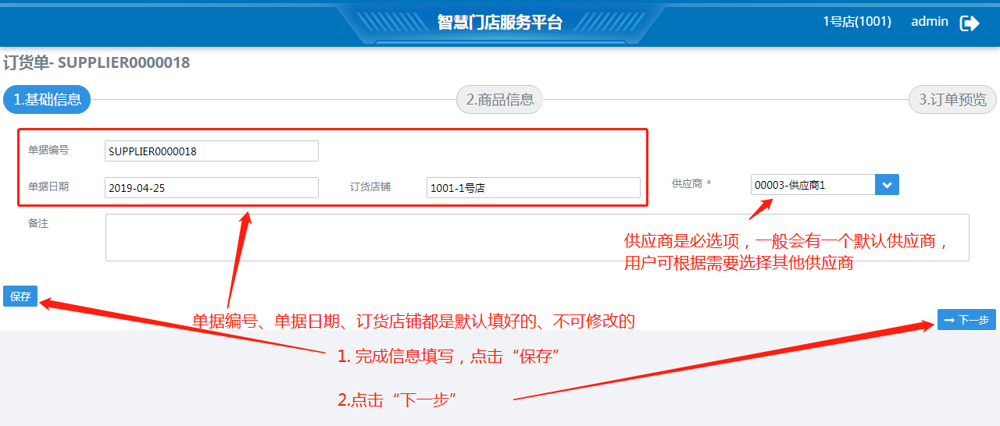 智慧门店服务平台
1号店(1001) admin
订货单- SUPPLIER0000018
1.基础信息 2.商品信息 3.订单预览
单据编号 SUPPLIER0000018
单据日期 2019-04-25 订货店铺 1001-1号店 供应商 * 00003-供应商1
备注
供应商是必选项，一般会有一个默认供应商，
用户可根据需要选择其他供应商
保存
单据编号、单据日期、订货店铺都是默认填好的、不可修改的
下一步
1. 完成信息填写，点击“保存”
2.点击“下一步”